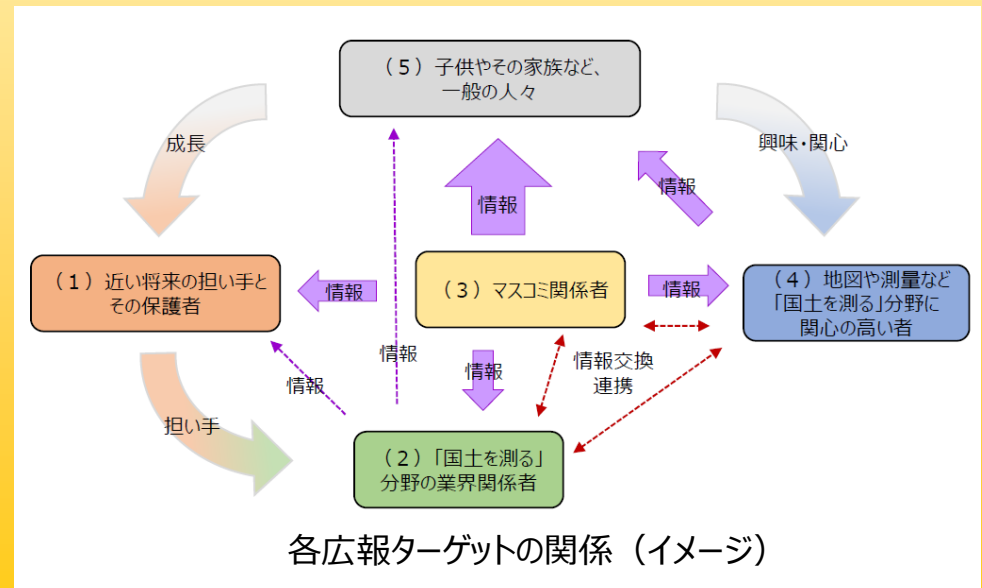 （５）子供やその家族など、
一般の人々
成長
興味・関心
情報
情報
（１）近い将来の担い手と
その保護者
情報
（３）マスコミ関係者
情報
（４）地図や測量など
「国土を測る」分野に
関心の高い者
情報
情報
情報
情報交換
連携
担い手
（２）「国土を測る」
分野の業界関係者
各広報ターゲットの関係（イメージ）